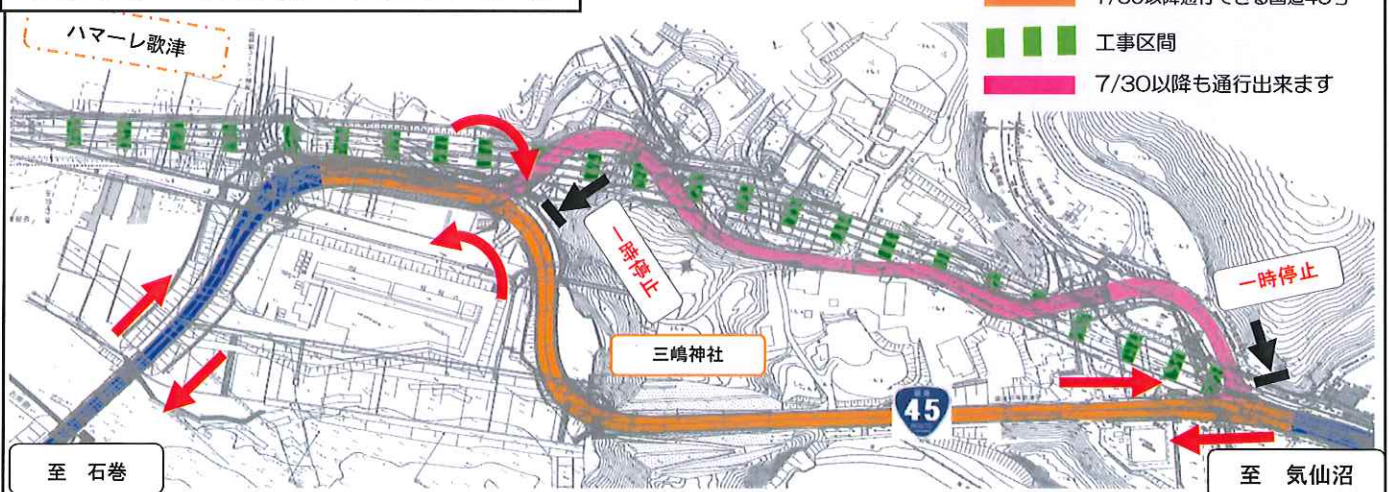 ハマーレ歌津
工事区間
7/30以降も通行出来ます
一時停止
一時停止
三嶋神社
45
至 石巻
至 気仙沼